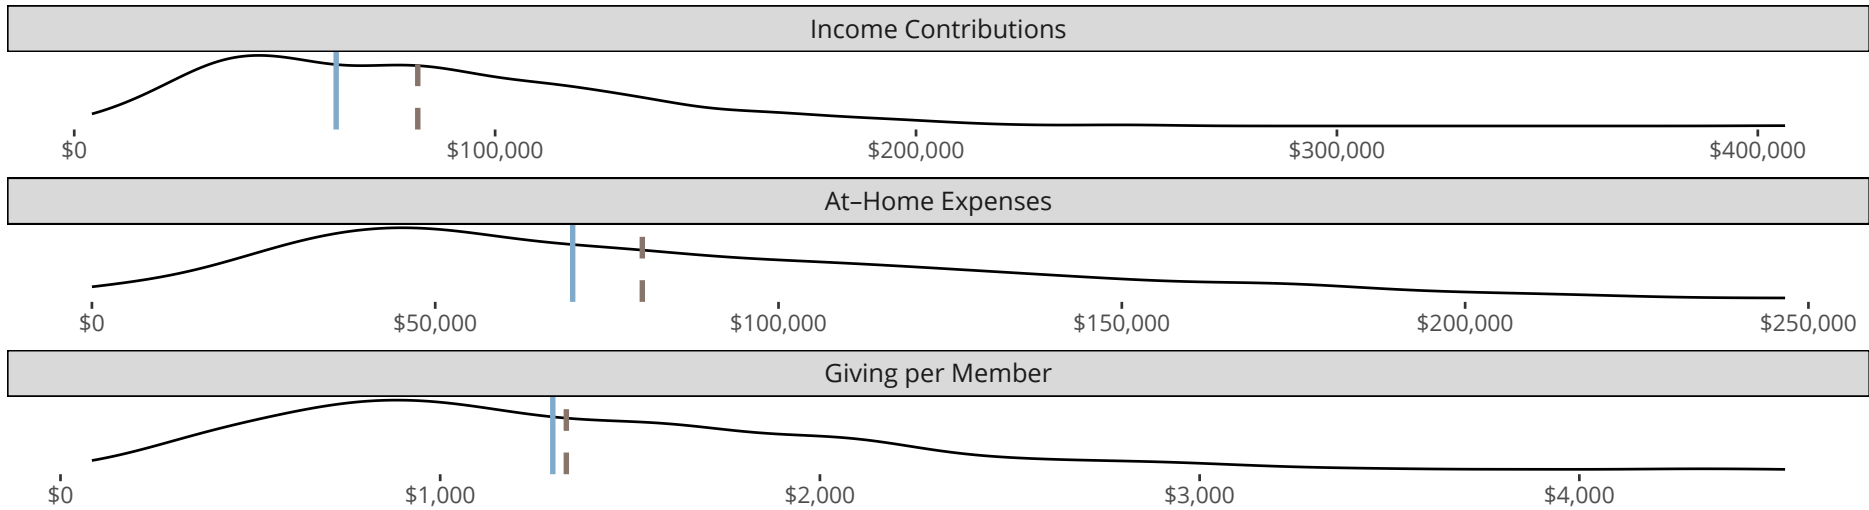 Income Contributions
$0 $100,000 $200,000 $300,000 $400,000
At–Home Expenses
$0 $50,000 $100,000 $150,000 $200,000 $250,000
Giving per Member
$0 $1,000 $2,000 $3,000 $4,000